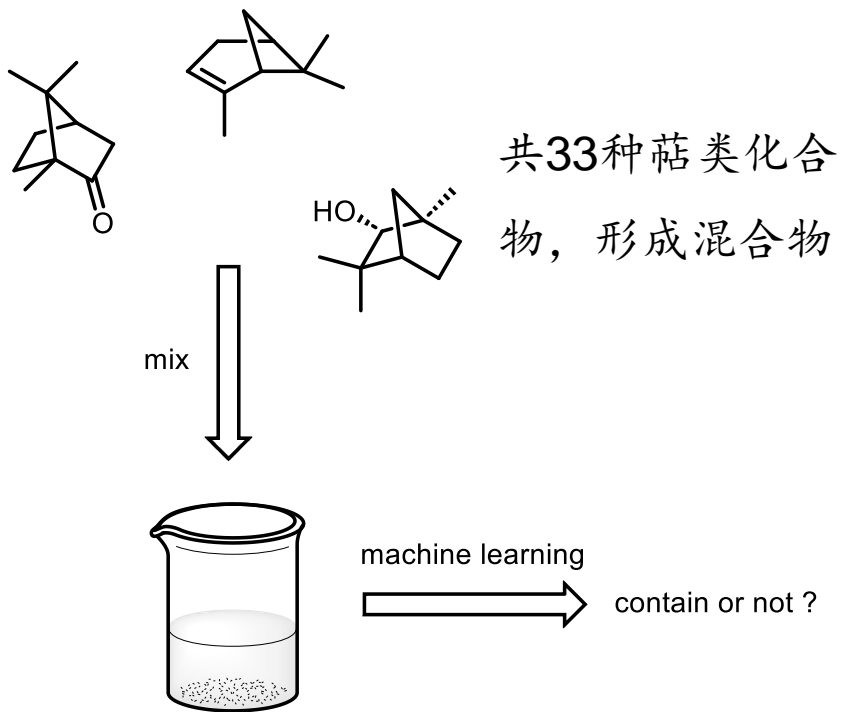 共33种萜类化合
物，形成混合物
O
HO
mix
machine learning
contain or not ?